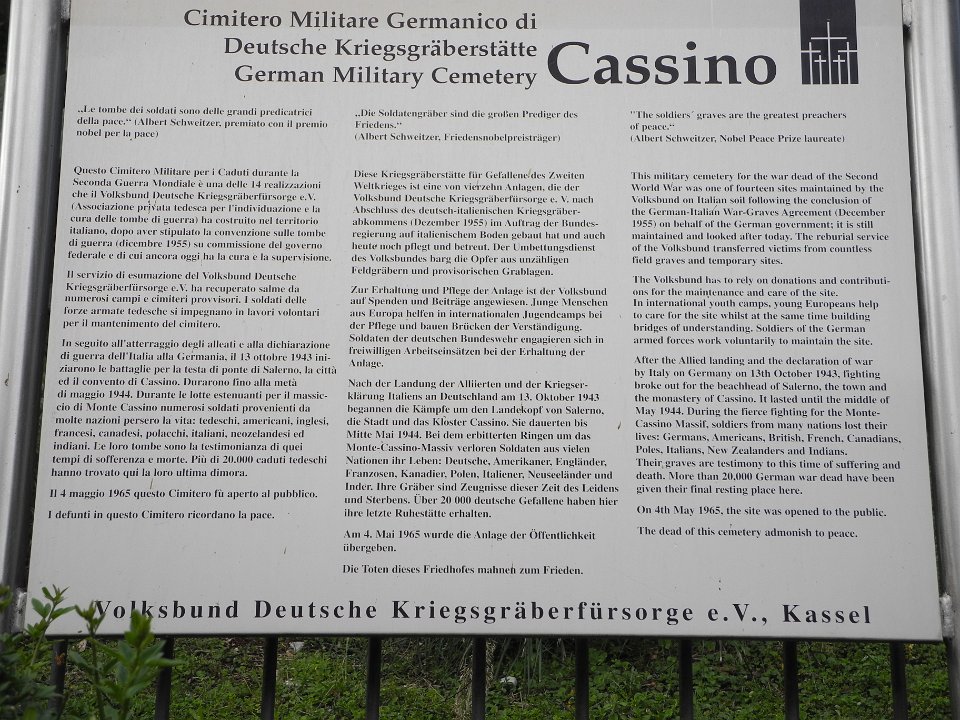 Cimitero Militare Germanico di
Deutsche Kriegsgräberstätte
German Military Cemetery
Cassino
„Le tombe dei soldati sono delle grandi predicatrici
della pace.“ (Albert Schweitzer, premiato con il premio
nobel per la pace)
Questo Cimitero Militare per i Caduti durante la
Seconda Guerra Mondiale è una delle 14 realizzazioni
che il Volksbund Deutsche Kriegsgräberfürsorge e.V.
(Associazione privata tedesca per l'individuazione e la
cura delle tombe di guerra) ha costruito nel territorio
italiano, dopo aver stipulato la convenzione sulle tombe
di guerra (dicembre 1955) su commissione del governo
federale e di cui ancora oggi ha la cura e la supervisione.
Il servizio di esumazione del Volksbund Deutsche
Kriegsgräberfürsorge e.V. ha recuperato salme da
numerosi campi e cimiteri provvisori. I soldati delle
forze armate tedesche si impegnano in lavori volontari
per il mantenimento del cimitero.
In seguito all'atterraggio degli alleati e alla dichiarazione
di guerra dell'Italia alla Germania, il 13 ottobre 1943 ini-
ziarono le battaglie per la testa di ponte di Salerno, la città
ed il convento di Cassino. Durarono fino alla metà
di maggio 1944. Durante le lotte estenuanti per il massic-
cio di Monte Cassino numerosi soldati provenienti da
molte nazioni persero la vita: tedeschi, americani, inglesi,
francesi, canadesi, polacchi, italiani, neozelandesi ed
indiani. Le loro tombe sono la testimonianza di quei
tempi di sofferenza e morte. Più di 20.000 caduti tedeschi
hanno trovato qui la loro ultima dimora.
Il 4 maggio 1965 questo Cimitero fù aperto al pubblico.
I defunti in questo Cimitero ricordano la pace.
„Die Soldatengräber sind die großen Prediger des
Friedens.“
(Albert Schweitzer, Friedensnobelpreisträger)
Diese Kriegsgräberstätte für Gefallene des Zweiten
Weltkrieges ist eine von vierzehn Anlagen, die der
Volksbund Deutsche Kriegsgräberfürsorge e. V. nach
Abschluss des deutsch-italienischen Kriegsgräber-
abkommens (Dezember 1955) im Auftrag der Bundes-
regierung auf italienischem Boden gebaut hat und auch
heute noch pflegt und betreut. Der Umbettungsdienst
des Volksbundes barg die Opfer aus unzähligen
Feldgräbern und provisorischen Grablagen.
Zur Erhaltung und Pflege der Anlage ist der Volksbund
auf Spenden und Beiträge angewiesen. Junge Menschen
aus Europa helfen in internationalen Jugendcamps bei
der Pflege und bauen Brücken der Verständigung.
Soldaten der deutschen Bundeswehr engagieren sich in
freiwilligen Arbeitseinsätzen bei der Erhaltung der
Anlage.
Nach der Landung der Alliierten und der Kriegser-
klärung Italiens an Deutschland am 13. Oktober 1943
begannen die Kämpfe um den Landekopf von Salerno,
die Stadt und das Kloster Cassino. Sie dauerten bis
Mitte Mai 1944. Bei dem erbitterten Ringen um das
Monte-Cassino-Massiv verloren Soldaten aus vielen
Nationen ihr Leben: Deutsche, Amerikaner, Engländer,
Franzosen, Kanadier, Polen, Italiener, Neuseeländer und
Inder. Ihre Gräber sind Zeugnisse dieser Zeit des Leidens
und Sterbens. Über 20 000 deutsche Gefallene haben hier
ihre letzte Ruhestätte erhalten.
Am 4. Mai 1965 wurde die Anlage der Öffentlichkeit
übergeben.
Die Toten dieses Friedhofes mahnen zum Frieden.
"The soldiers´ graves are the greatest preachers
of peace.“
(Albert Schweitzer, Nobel Peace Prize laureate)
This military cemetery for the war dead of the Second
World War was one of fourteen sites maintained by the
Volksbund on Italian soil following the conclusion of
the German-Italian War-Graves Agreement (December
1955) on behalf of the German government; it is still
maintained and looked after today. The reburial service
of the Volksbund transferred victims from countless
field graves and temporary sites.
The Volksbund has to rely on donations and contributi-
ons for the maintenance and care of the site.
In international youth camps, young Europeans help
to care for the site whilst at the same time building
bridges of understanding. Soldiers of the German
armed forces work voluntarily to maintain the site.
After the Allied landing and the declaration of war
by Italy on Germany on 13th October 1943, fighting
broke out for the beachhead of Salerno, the town and
the monastery of Cassino. It lasted until the middle of
May 1944. During the fierce fighting for the Monte-
Cassino Massif, soldiers from many nations lost their
lives: Germans, Americans, British, French, Canadians,
Poles, Italians, New Zealanders and Indians.
Their graves are testimony to this time of suffering and
death. More than 20,000 German war dead have been
given their final resting place here.
On 4th May 1965, the site was opened to the public.
The dead of this cemetery admonish to peace.
Volksbund Deutsche Kriegsgräberfürsorge e.V., Kassel